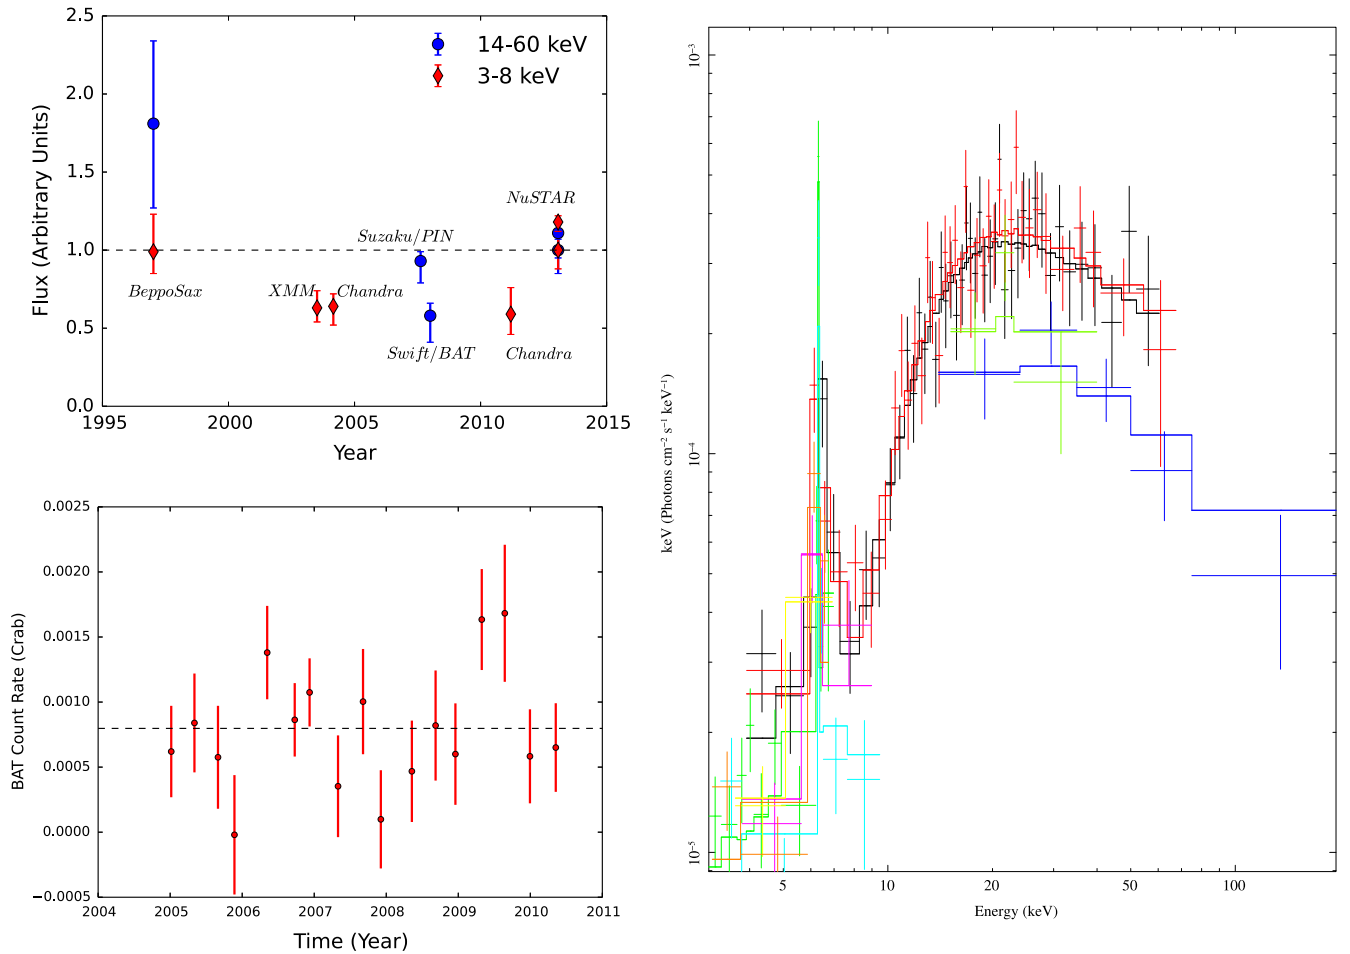 2.5
2.0
1.5
1.0
0.5
0.0
Flux (Arbitrary Units)
14-60 keV
3-8 keV
NuSTAR
Suzaku/PIN
BeppoSax
XMM
Chandra
Swift/BAT
Chandra
1995
2000
2005
2010
2015
Year
0.0025
0.0020
0.0015
0.0010
0.0005
0.0000
−0.0005
BAT Count Rate (Crab)
2004
2005
2006
2007
2008
2009
2010
2011
Time (Year)
10⁻³
10⁻⁴
10⁻⁵
keV (Photons cm⁻² s⁻¹ keV⁻¹)
5
10
20
50
100
Energy (keV)